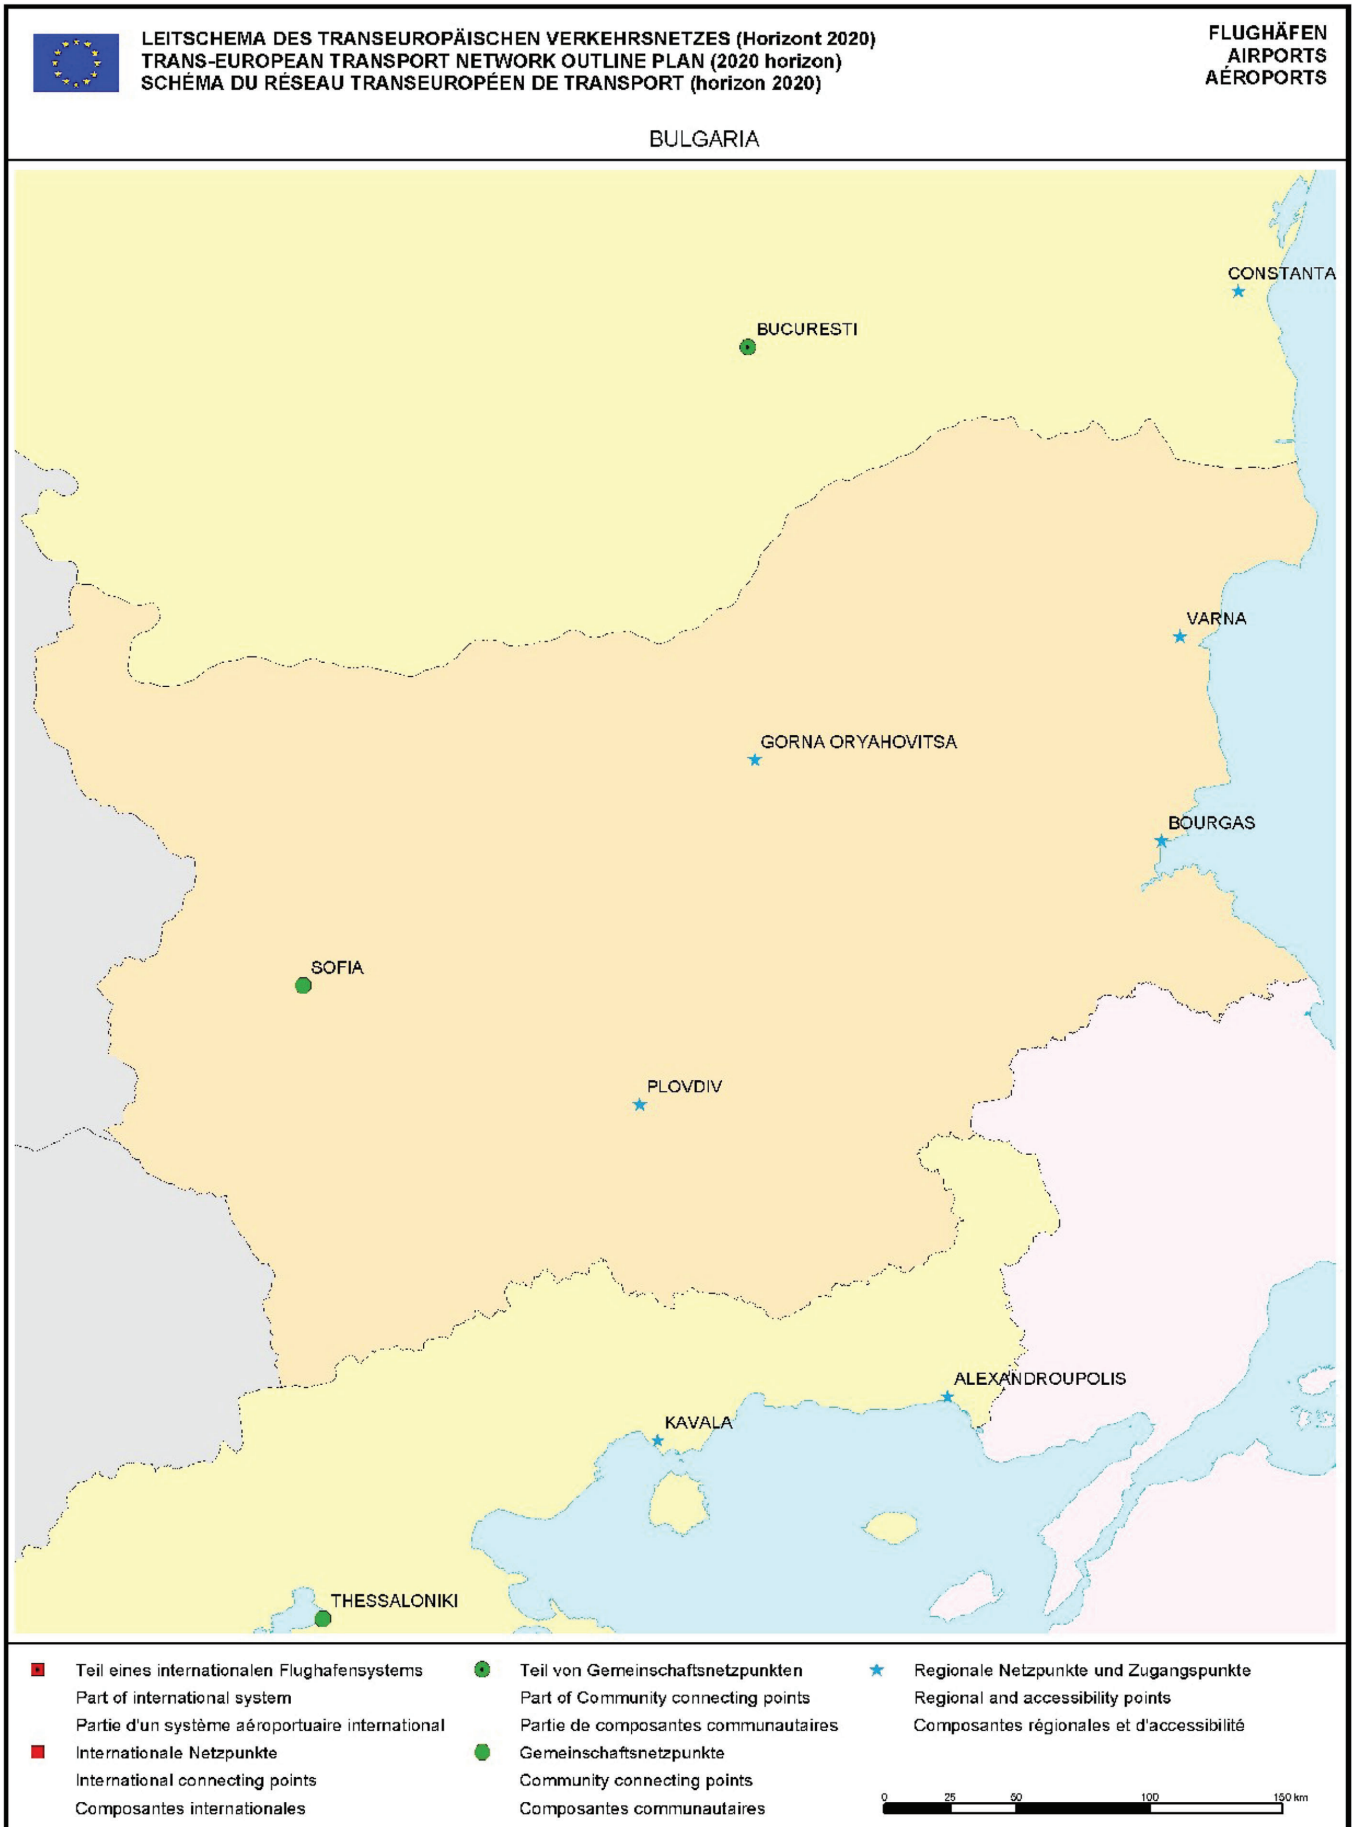 LEITSCHEMA DES TRANSEUROPÄISCHEN VERKEHRSNETZES (Horizont 2020)
TRANS-EUROPEAN TRANSPORT NETWORK OUTLINE PLAN (2020 horizon)
SCHÉMA DU RÉSEAU TRANSEUROPÉEN DE TRANSPORT (horizon 2020)
FLUGHÄFEN
AIRPORTS
AÉROPORTS
BULGARIA
CONSTANTA
BUCURESTI
VARNA
GORNA ORYAHOVITSA
BOURGAS
SOFIA
PLOVDIV
ALEXANDROUPOLIS
KAVALA
THESSALONIKI
Teil eines internationalen Flughafensystems
Part of international system
Partie d'un système aéroportuaire international
Internationale Netzpunkte
International connecting points
Composantes internationales
Teil von Gemeinschaftsnetzpunkten
Part of Community connecting points
Partie de composantes communautaires
Gemeinschaftsnetzpunkte
Community connecting points
Composantes communautaires
Regionale Netzpunkte und Zugangspunkte
Regional and accessibility points
Composantes régionales et d'accessibilité
0 25 50 100 150 km